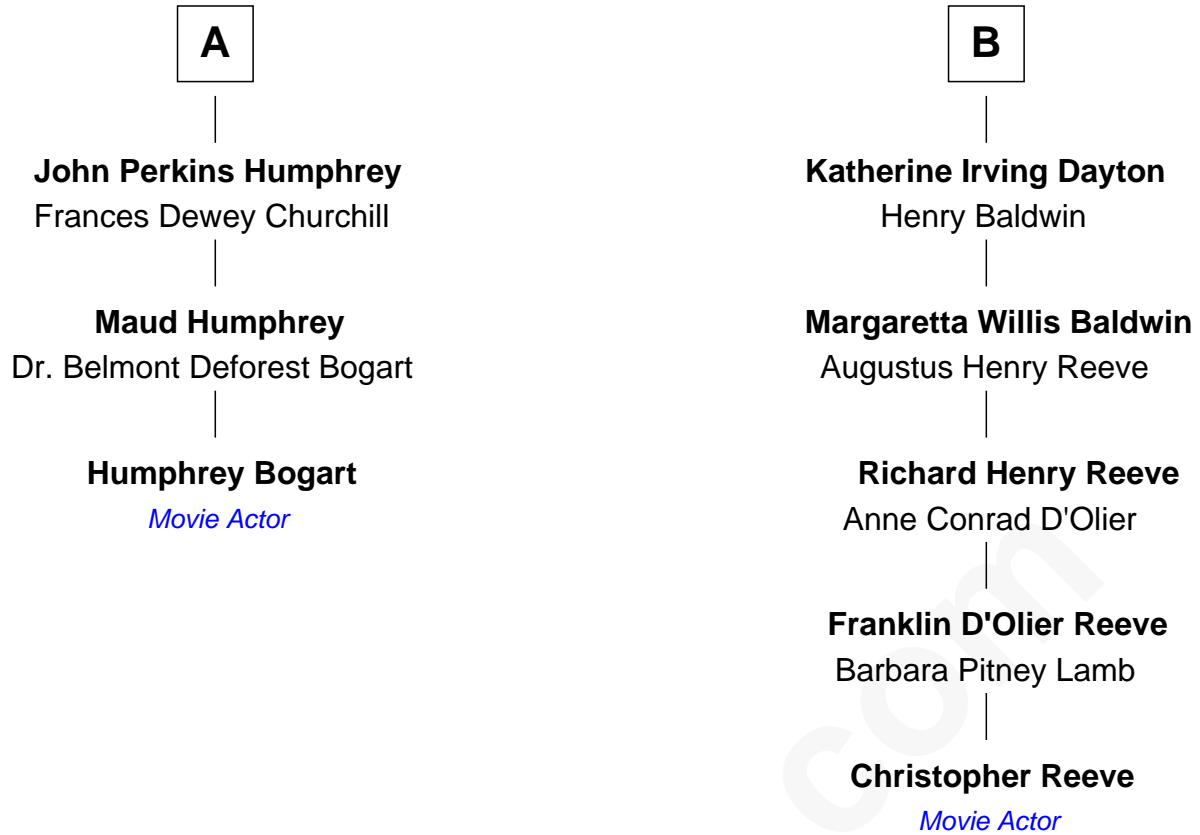 A
John Perkins Humphrey
Frances Dewey Churchill
Maud Humphrey
Dr. Belmont Deforest Bogart
Humphrey Bogart
Movie Actor
B
Katherine Irving Dayton
Henry Baldwin
Margaretta Willis Baldwin
Augustus Henry Reeve
Richard Henry Reeve
Anne Conrad D'Olier
Franklin D'Olier Reeve
Barbara Pitney Lamb
Christopher Reeve
Movie Actor
com